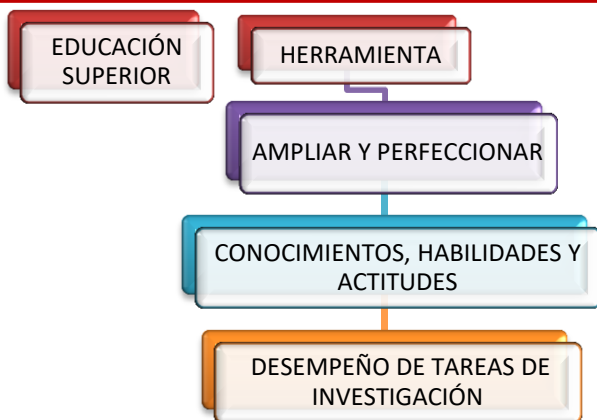 EDUCACIÓN
SUPERIOR
HERRAMIENTA
AMPLIAR Y PERFECCIONAR
CONOCIMIENTOS, HABILIDADES Y
ACTITUDES
DESEMPEÑO DE TAREAS DE
INVESTIGACIÓN